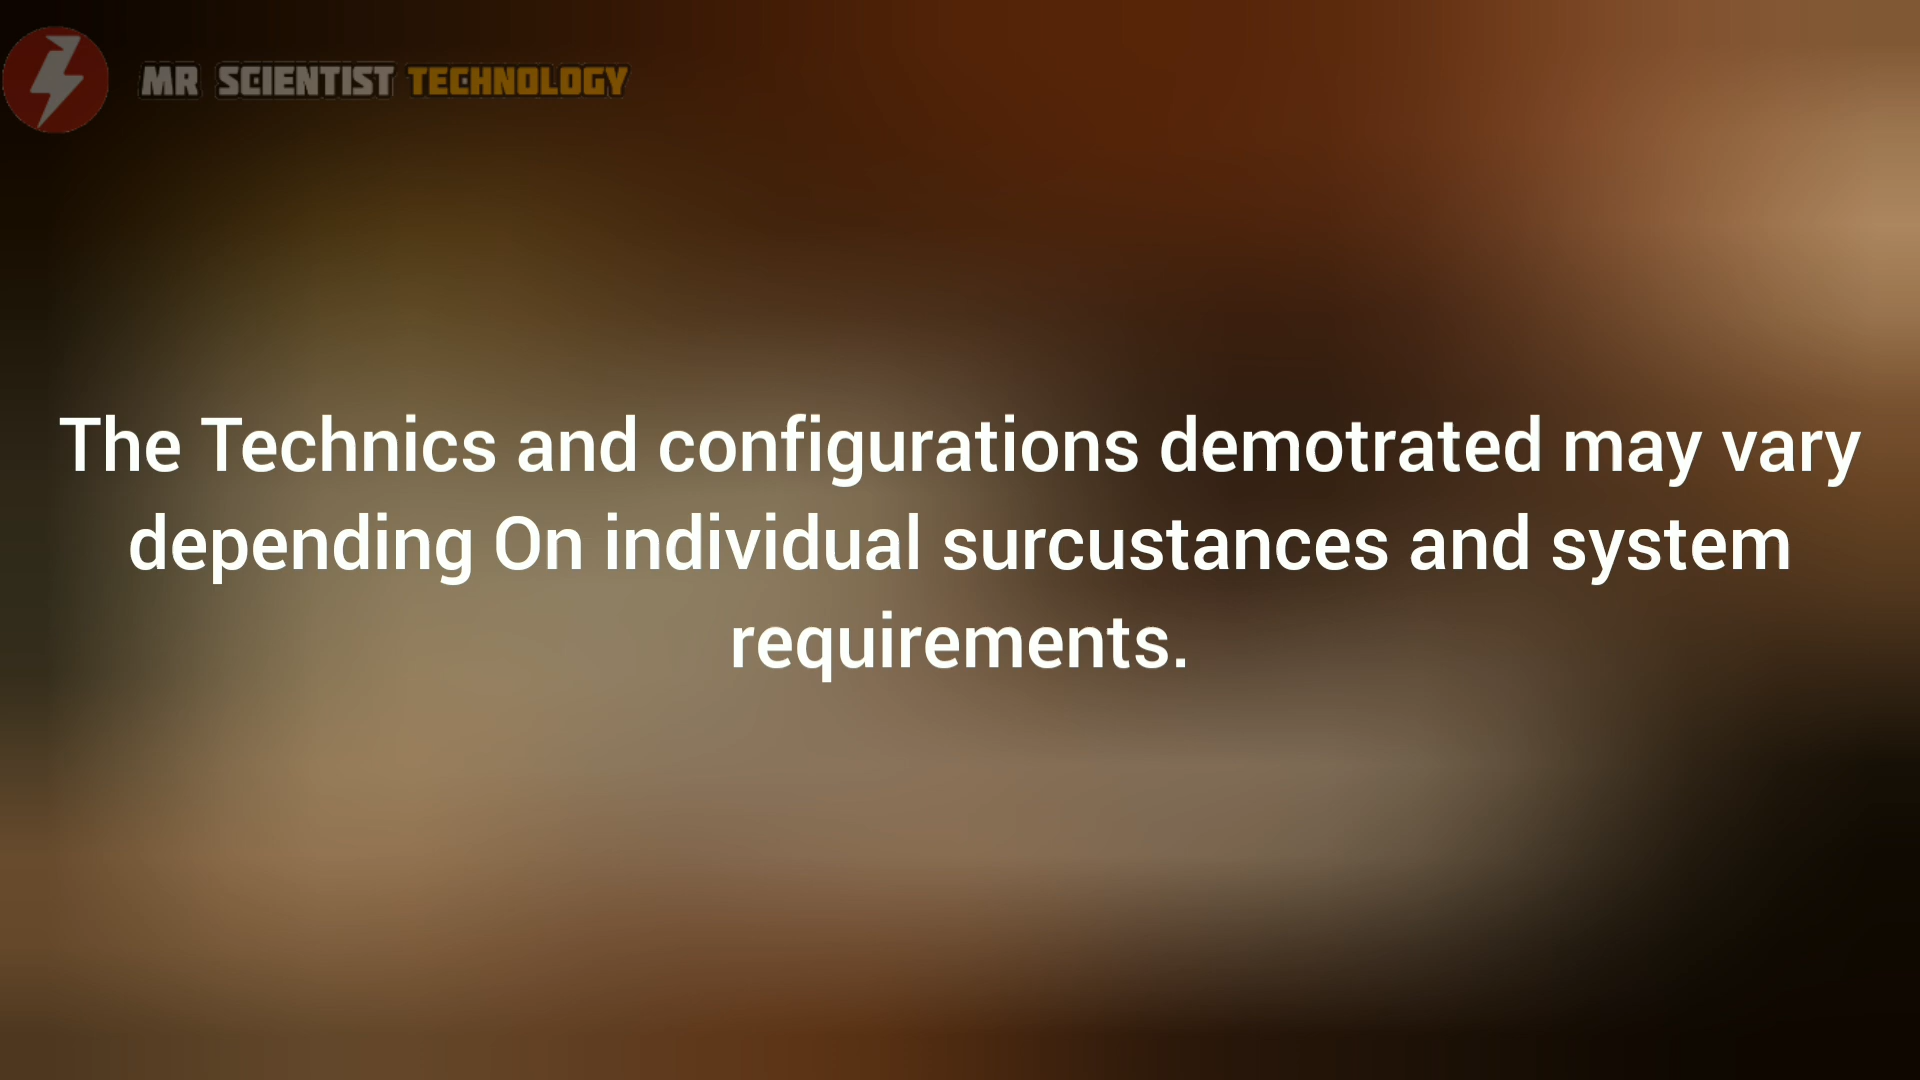 MR SCIENTIST TECHNOLOGY
The Technics and configurations demotrated may vary
depending On individual surcustances and system
requirements.